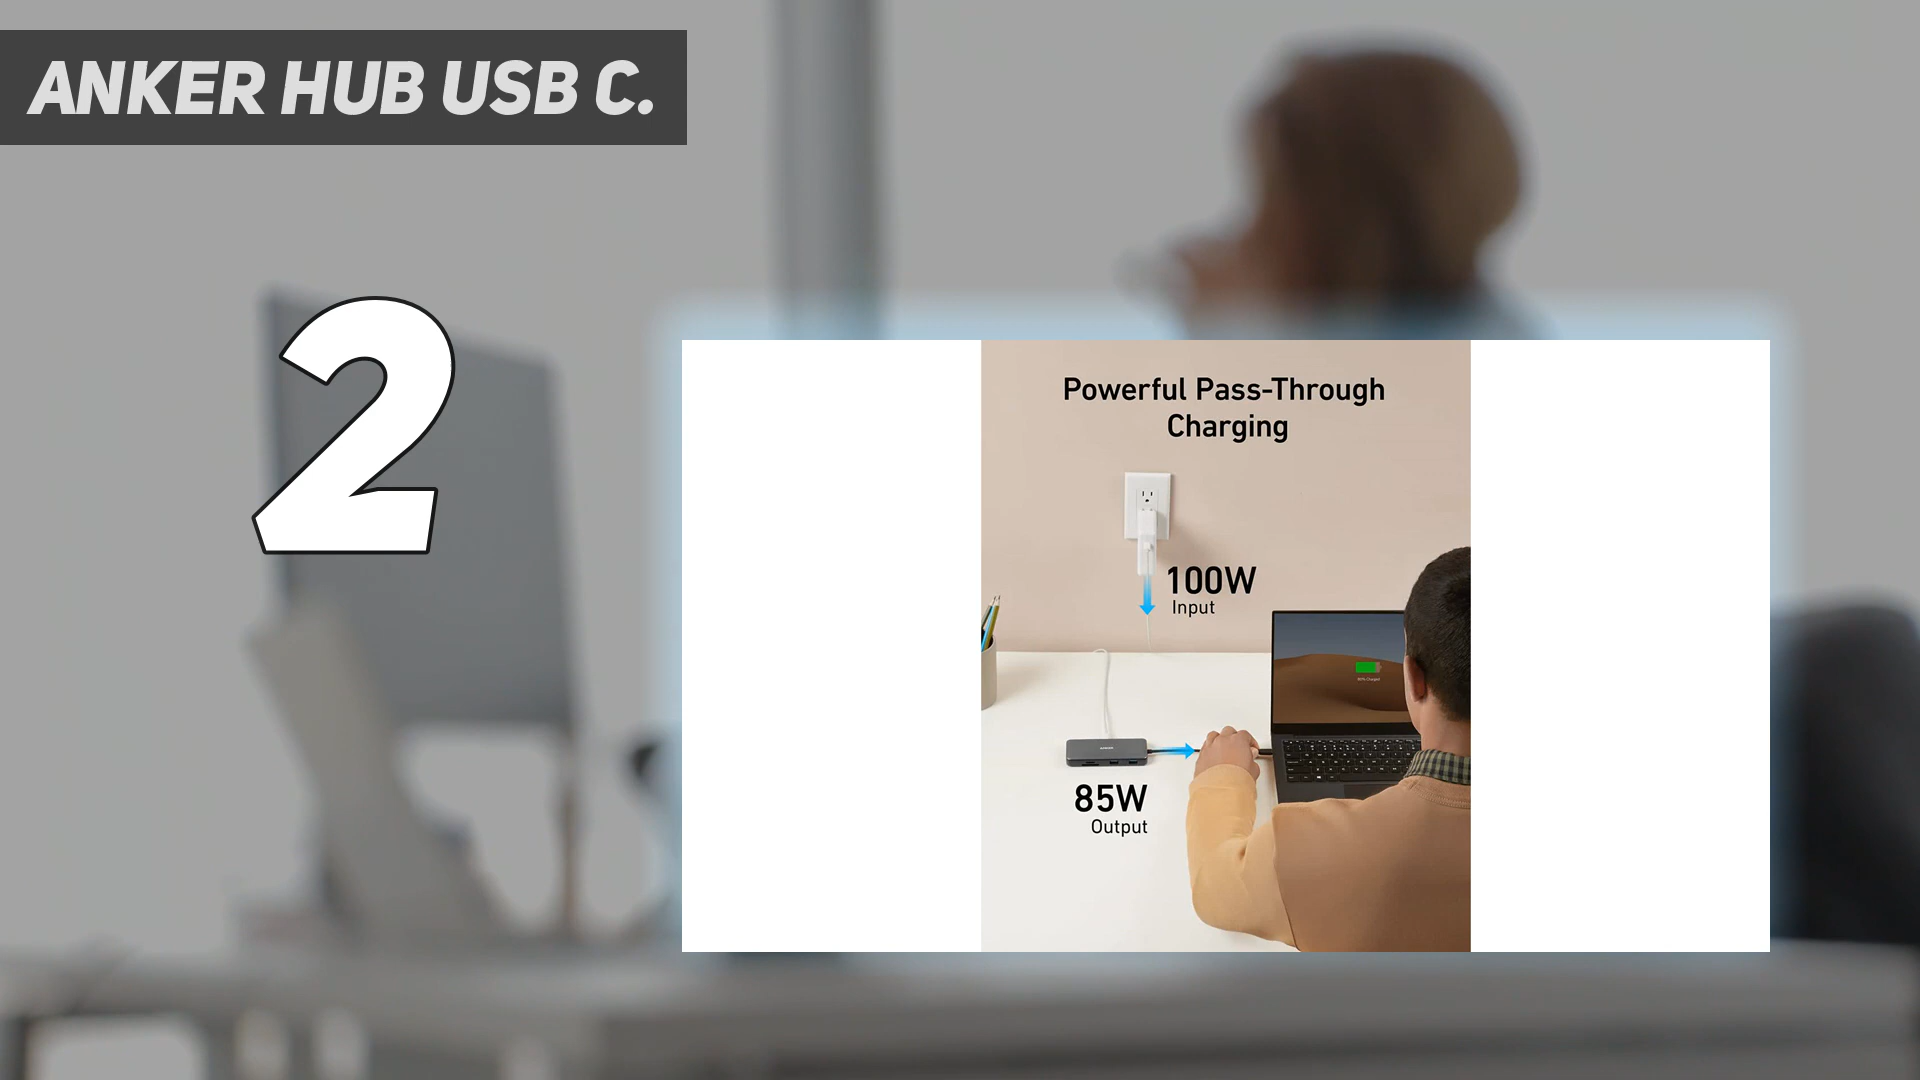 ANKER HUB USB C.
2
Powerful Pass-Through
Charging
100W
Input
85W
Output